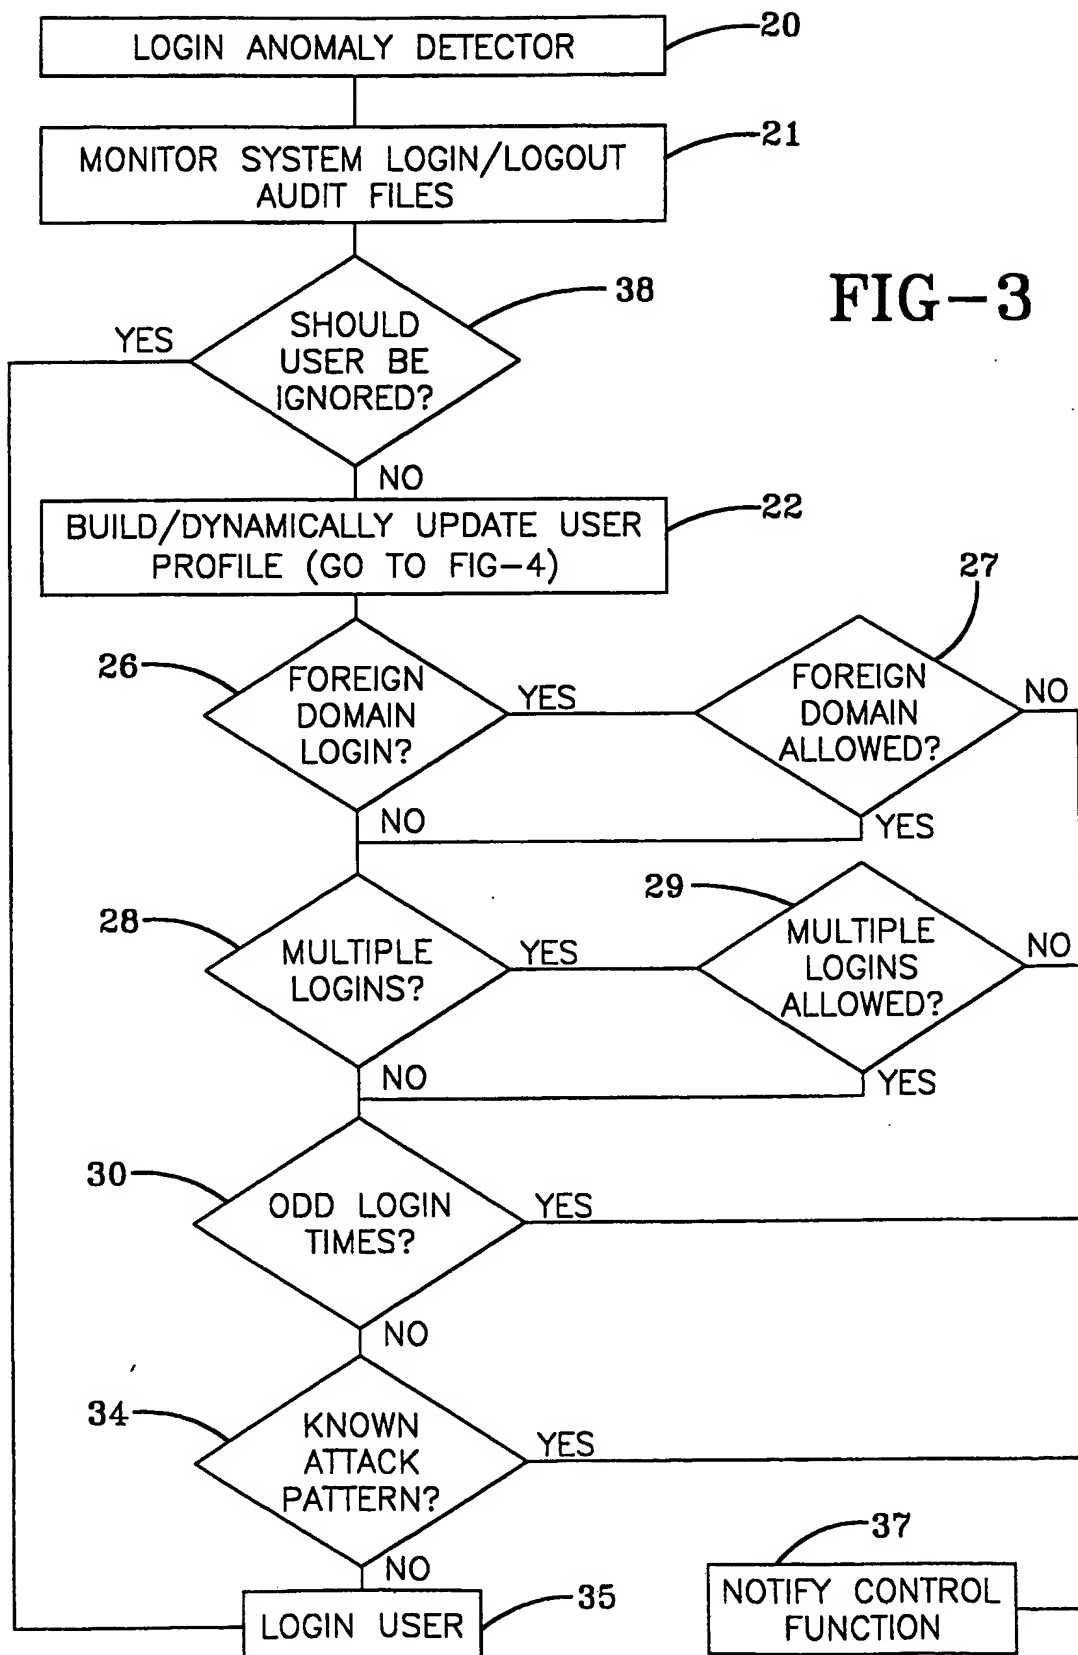 LOGIN ANOMALY DETECTOR
20
MONITOR SYSTEM LOGIN/LOGOUT
AUDIT FILES
21
FIG-3
38
SHOULD
USER BE
IGNORED?
YES
NO
BUILD/DYNAMICALLY UPDATE USER
PROFILE (GO TO FIG-4)
22
26
FOREIGN
DOMAIN
LOGIN?
YES
NO
27
FOREIGN
DOMAIN
ALLOWED?
NO
YES
28
MULTIPLE
LOGINS?
YES
NO
29
MULTIPLE
LOGINS
ALLOWED?
NO
YES
30
ODD LOGIN
TIMES?
YES
NO
34
KNOWN
ATTACK
PATTERN?
YES
NO
LOGIN USER
35
37
NOTIFY CONTROL
FUNCTION